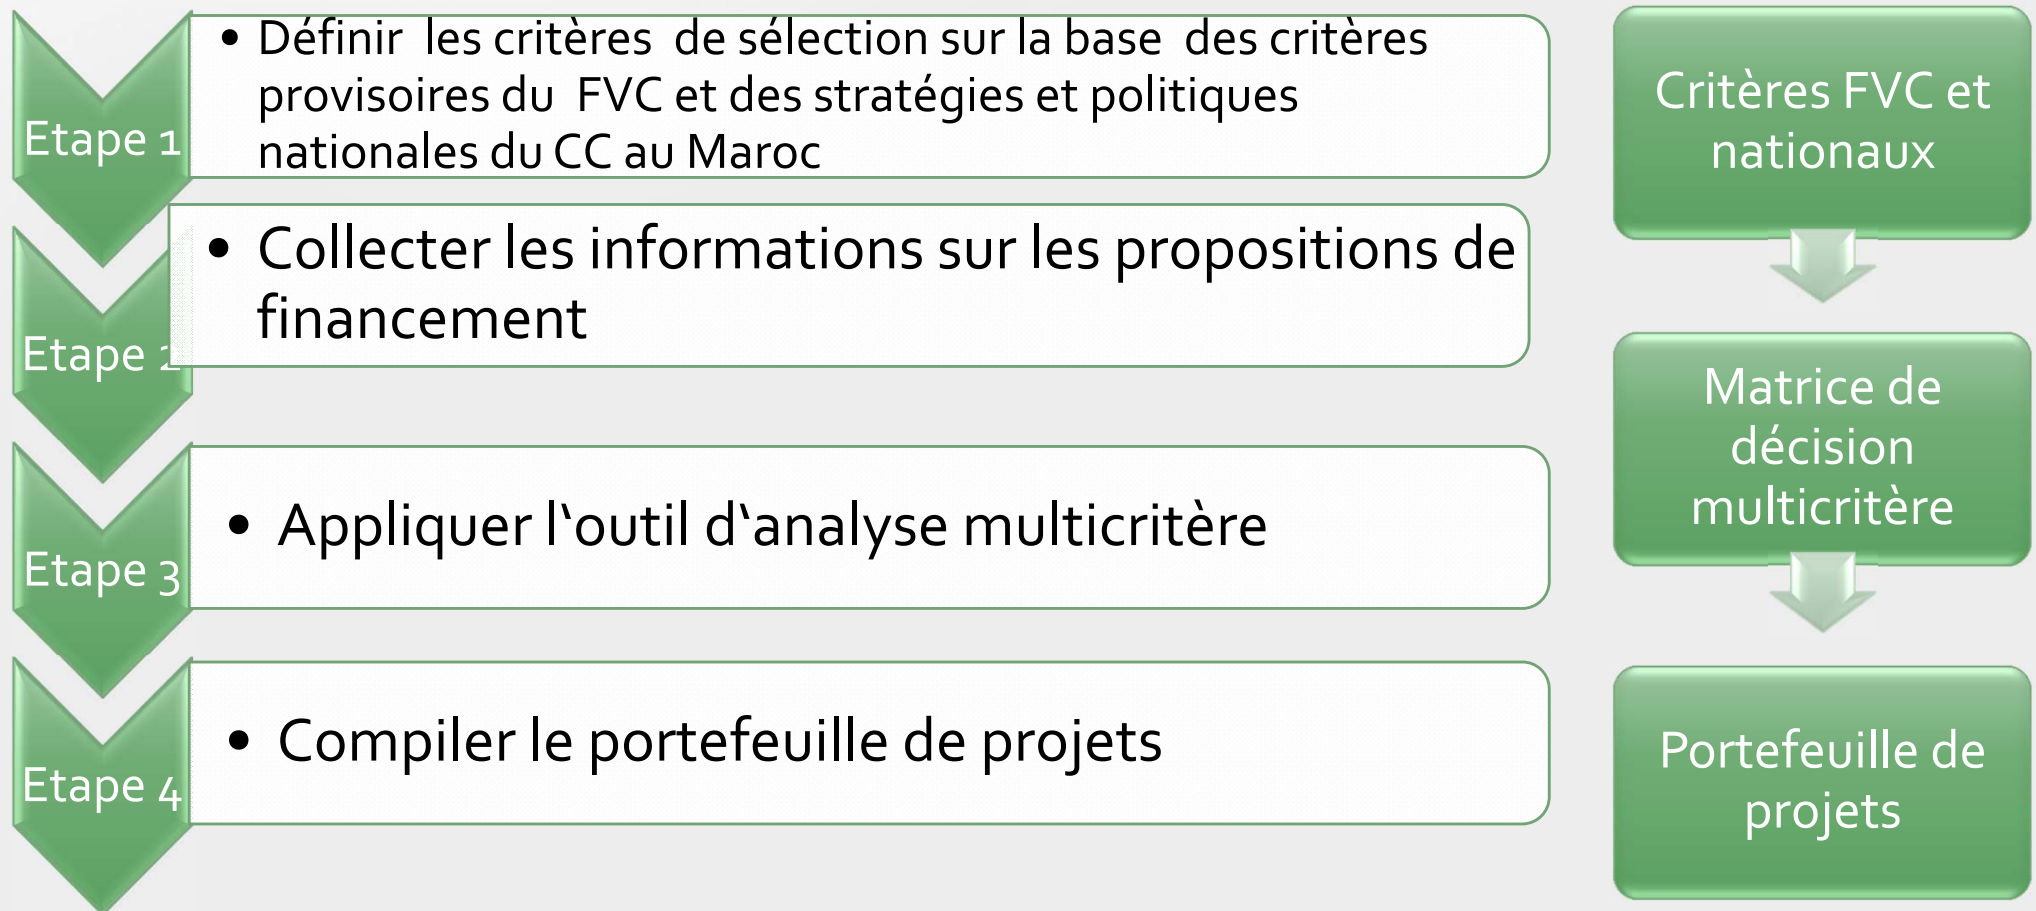 Etape 1
• Définir les critères de sélection sur la base des critères
provisoires du FVC et des stratégies et politiques
nationales du CC au Maroc
Etape 2
• Collecter les informations sur les propositions de
financement
Etape 3
• Appliquer l‘outil d‘analyse multicritère
Etape 4
• Compiler le portefeuille de projets
Critères FVC et
nationaux
Matrice de
décision
multicritère
Portefeuille de
projets